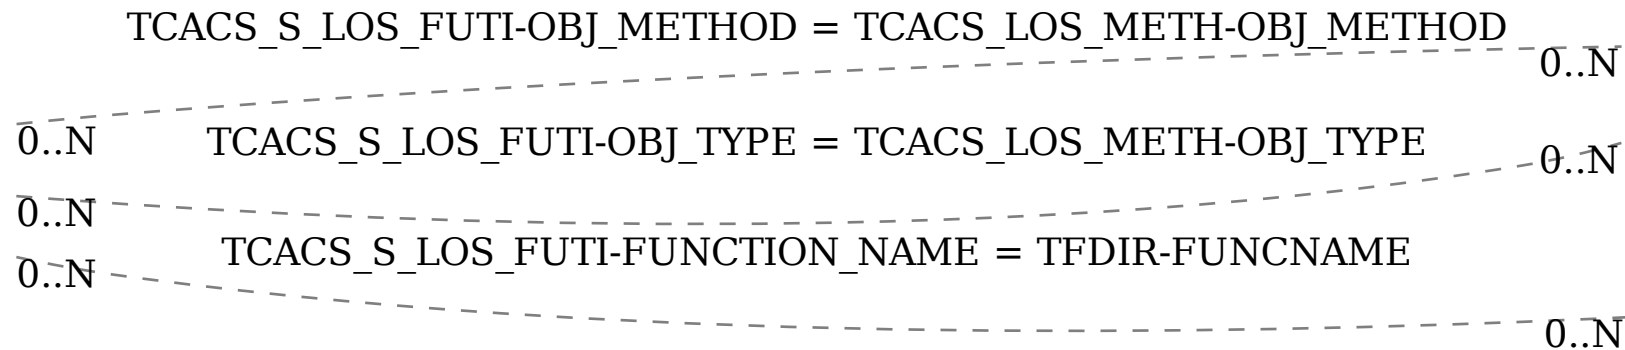 TCACS_S_LOS_FUTI-OBJ_METHOD = TCACS_LOS_METH-OBJ_METHOD
0..N
0..N
TCACS_S_LOS_FUTI-OBJ_TYPE = TCACS_LOS_METH-OBJ_TYPE
0..N
0..N
TCACS_S_LOS_FUTI-FUNCTION_NAME = TFDIR-FUNCNAME
0..N
0..N